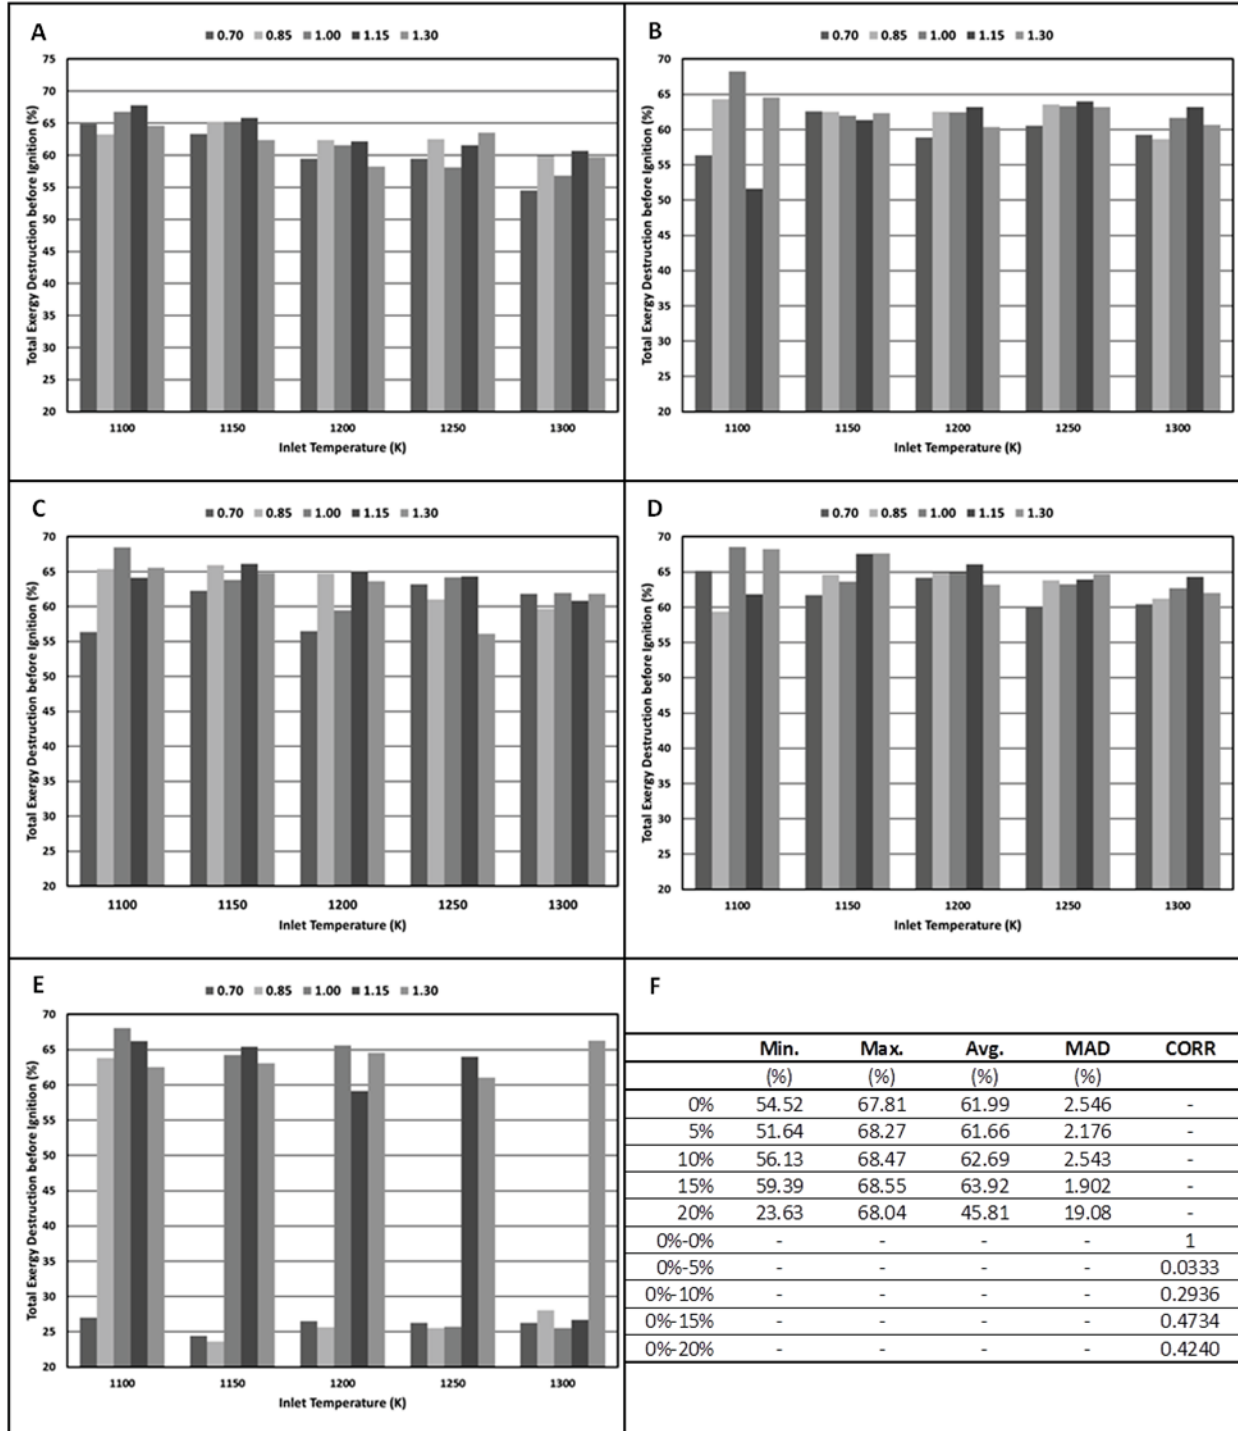 A
■ 0.70 ■ 0.85 ■ 1.00 ■ 1.15 ■ 1.30
Total Exergy Destruction before Ignition (%)
75
70
65
60
55
50
45
40
35
30
25
20
1100 1150 1200 1250 1300
Inlet Temperature (K)
B
■ 0.70 ■ 0.85 ■ 1.00 ■ 1.15 ■ 1.30
Total Exergy Destruction before Ignition (%)
70
65
60
55
50
45
40
35
30
25
20
1100 1150 1200 1250 1300
Inlet Temperature (K)
C
■ 0.70 ■ 0.85 ■ 1.00 ■ 1.15 ■ 1.30
Total Exergy Destruction before Ignition (%)
70
65
60
55
50
45
40
35
30
25
20
1100 1150 1200 1250 1300
Inlet Temperature (K)
D
■ 0.70 ■ 0.85 ■ 1.00 ■ 1.15 ■ 1.30
Total Exergy Destruction before Ignition (%)
70
65
60
55
50
45
40
35
30
25
20
1100 1150 1200 1250 1300
Inlet Temperature (K)
E
■ 0.70 ■ 0.85 ■ 1.00 ■ 1.15 ■ 1.30
Total Exergy Destruction before Ignition (%)
70
65
60
55
50
45
40
35
30
25
20
1100 1150 1200 1250 1300
Inlet Temperature (K)
F
Min. Max. Avg. MAD CORR
(%) (%) (%) (%)
0% 54.52 67.81 61.99 2.546 -
5% 51.64 68.27 61.66 2.176 -
10% 56.13 68.47 62.69 2.543 -
15% 59.39 68.55 63.92 1.902 -
20% 23.63 68.04 45.81 19.08 -
0%-0% - - - - 1
0%-5% - - - - 0.0333
0%-10% - - - - 0.2936
0%-15% - - - - 0.4734
0%-20% - - - - 0.4240